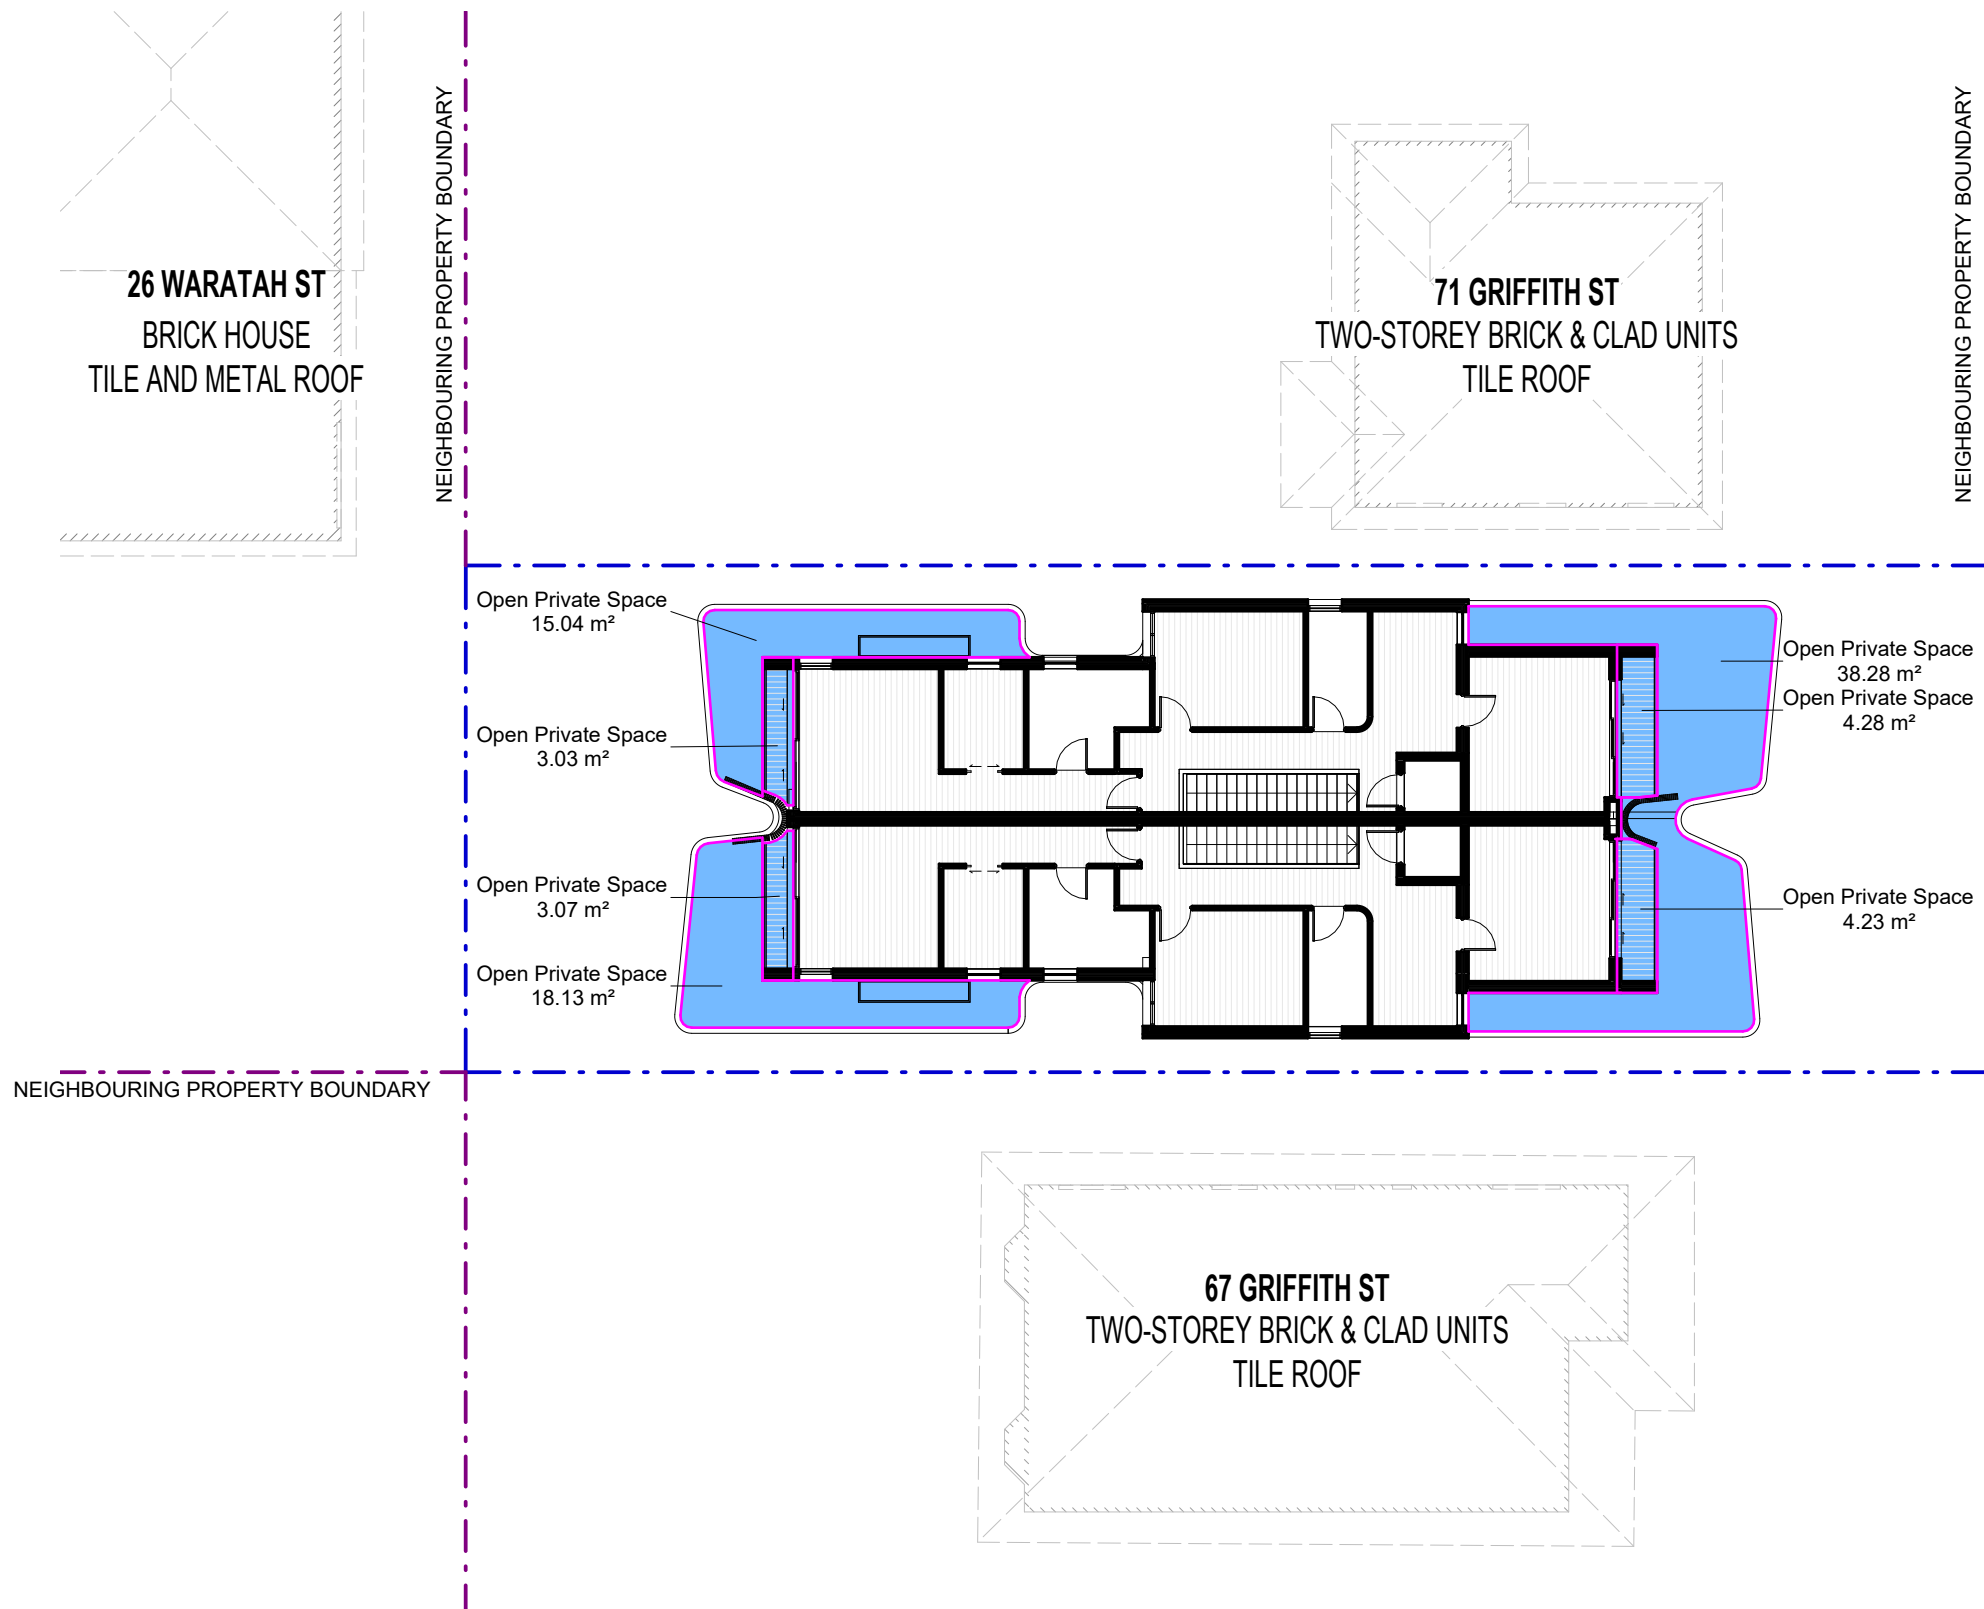 NEIGHBOURING PROPERTY BOUNDARY
NEIGHBOURING PROPERTY BOUNDARY
26 WARATAH ST
BRICK HOUSE
TILE AND METAL ROOF
71 GRIFFITH ST
TWO-STOREY BRICK & CLAD UNITS
TILE ROOF
Open Private Space
15.04 m²
Open Private Space
3.03 m²
Open Private Space
3.07 m²
Open Private Space
18.13 m²
Open Private Space
38.28 m²
Open Private Space
4.28 m²
Open Private Space
4.23 m²
NEIGHBOURING PROPERTY BOUNDARY
67 GRIFFITH ST
TWO-STOREY BRICK & CLAD UNITS
TILE ROOF